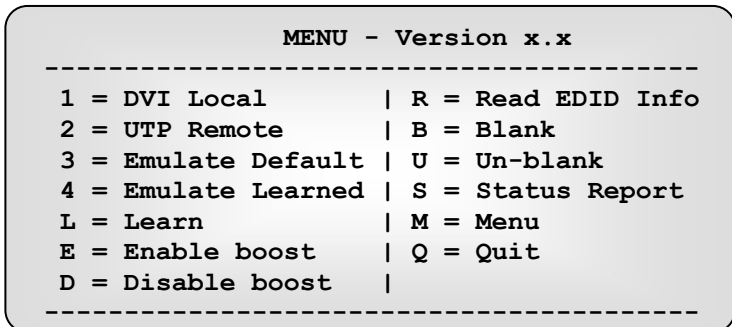 MENU - Version x.x
------------------------------------------
1 = DVI Local | R = Read EDID Info
2 = UTP Remote | B = Blank
3 = Emulate Default | U = Un-blank
4 = Emulate Learned | S = Status Report
L = Learn | M = Menu
E = Enable boost | Q = Quit
D = Disable boost |
------------------------------------------